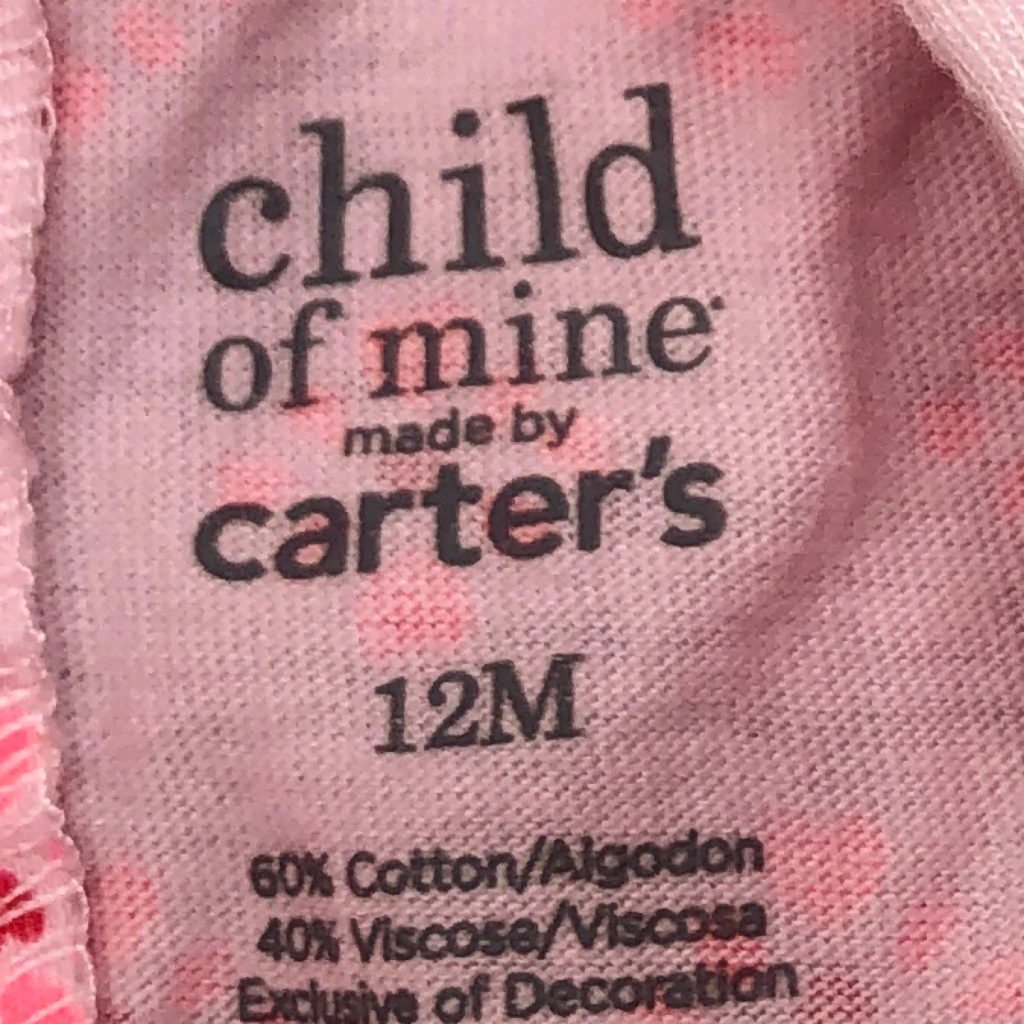 child
of mine
made by
carter's
12M
60% Cotton/Algodon
40% Viscose/Viscosa
Exclusive of Decoration